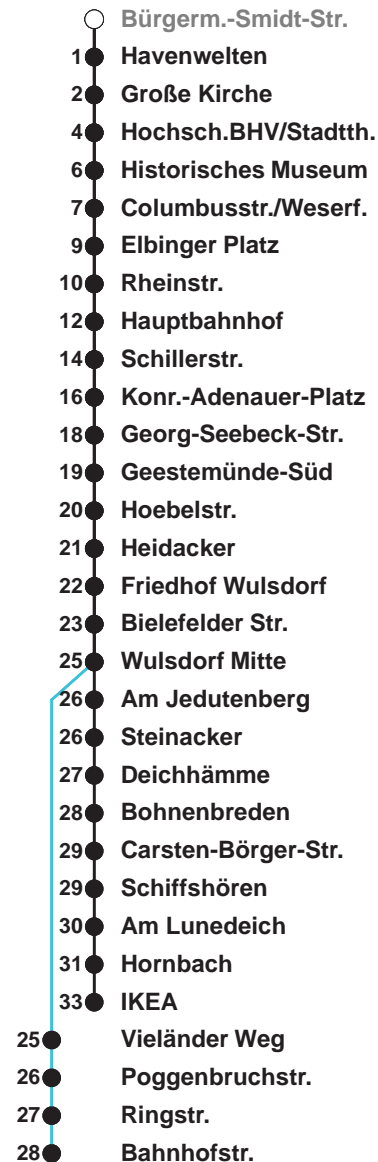 Bürgerm.-Smidt-Str.
1 Havenwelten
2 Große Kirche
4 Hochsch.BHV/Stadtth.
6 Historisches Museum
7 Columbusstr./Weserf.
9 Elbinger Platz
10 Rheinstr.
12 Hauptbahnhof
14 Schillerstr.
16 Konr.-Adenauer-Platz
18 Georg-Seebeck-Str.
19 Geestemünde-Süd
20 Hoebelstr.
21 Heidacker
22 Friedhof Wulsdorf
23 Bielefelder Str.
25 Wulsdorf Mitte
26 Am Jedutenberg
26 Steinacker
27 Deichhämme
28 Bohnenbreden
29 Carsten-Börger-Str.
29 Schiffshören
30 Am Lunedeich
31 Hornbach
33 IKEA
25 Vieländer Weg
26 Poggenbruchstr.
27 Ringstr.
28 Bahnhofstr.